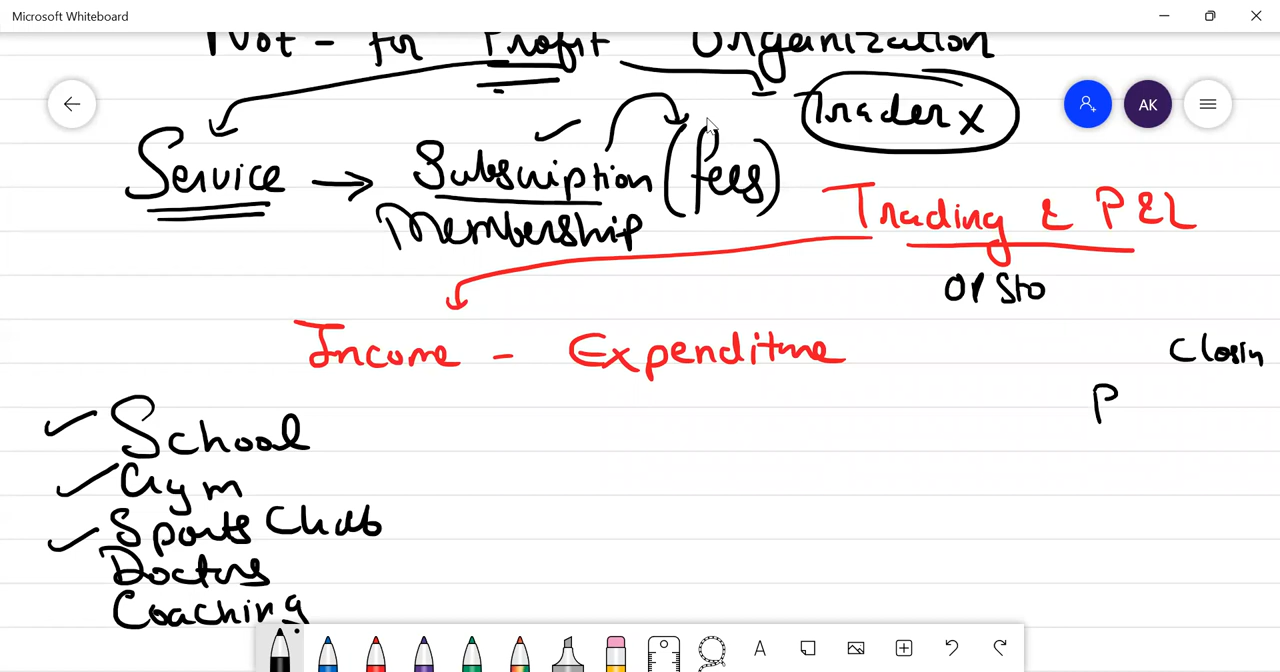 Microsoft Whiteboard
Not - for Profit Organization
Trader x
AK
Service → Subscription (fees)
Membership
Trading & P&L
OP Sto
Income - Expenditure
Closin
P
School
Gym
Sports Club
Doctors
Coaching
A